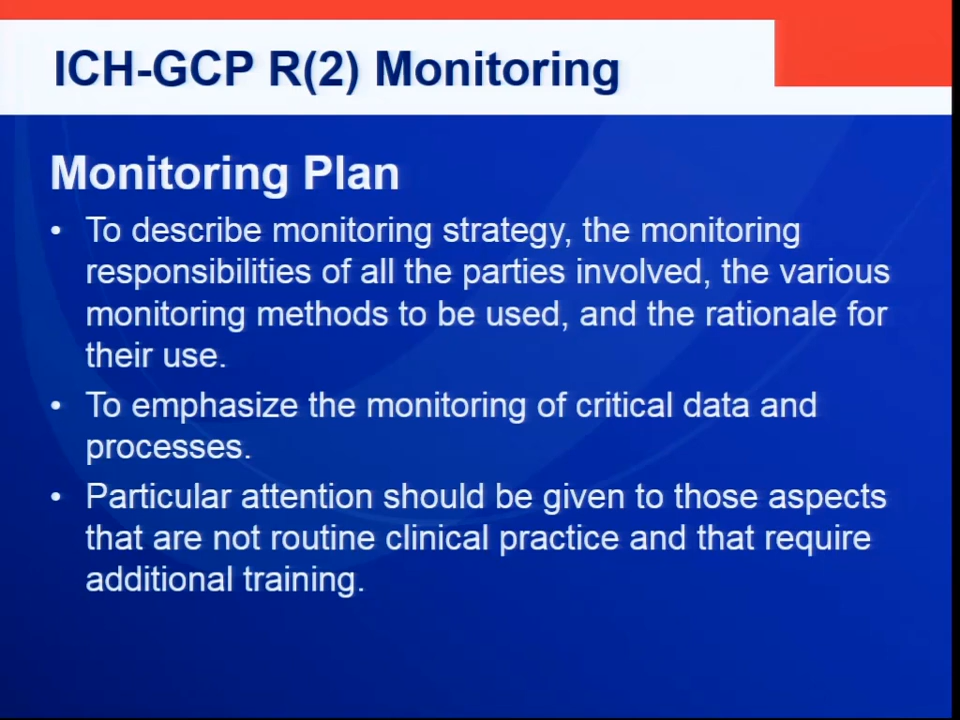 ICH-GCP R(2) Monitoring
Monitoring Plan
• To describe monitoring strategy, the monitoring
responsibilities of all the parties involved, the various
monitoring methods to be used, and the rationale for
their use.
• To emphasize the monitoring of critical data and
processes.
• Particular attention should be given to those aspects
that are not routine clinical practice and that require
additional training.